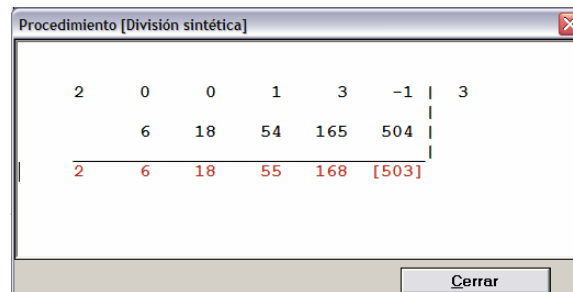 Procedimiento [División sintética]
2 0 0 1 3 -1 | 3
6 18 54 165 504 |
2 6 18 55 168 [503]
Cerrar